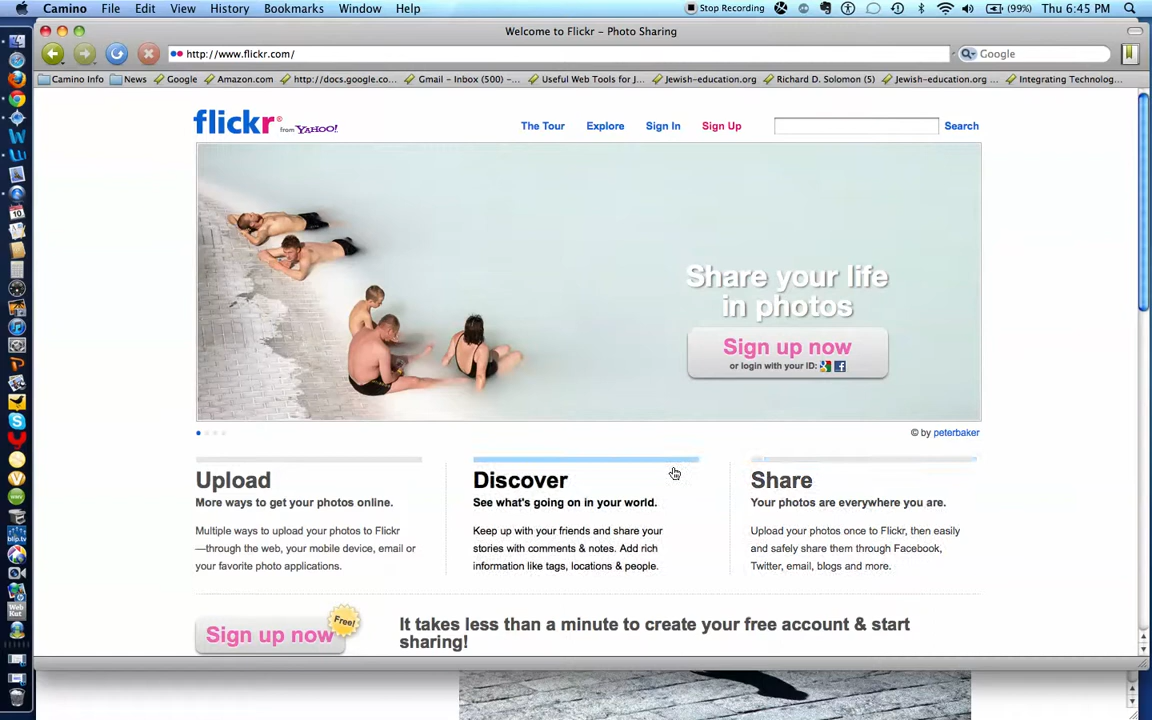 Camino File Edit View History Bookmarks Window Help Stop Recording (99%) Thu 6:45 PM
Welcome to Flickr – Photo Sharing
http://www.flickr.com/ Google
Camino Info News Google Amazon.com http://docs.google.co... Gmail - Inbox (500) –... Useful Web Tools for J... Jewish-education.org Richard D. Solomon (5) Jewish-education.org ... Integrating Technolog...
flickr® from YAHOO! The Tour Explore Sign In Sign Up Search
Share your life
in photos
Sign up now
or login with your ID:
© by peterbaker
Upload
More ways to get your photos online.
Multiple ways to upload your photos to Flickr
—through the web, your mobile device, email or
your favorite photo applications.
Discover
See what's going on in your world.
Keep up with your friends and share your
stories with comments & notes. Add rich
information like tags, locations & people.
Share
Your photos are everywhere you are.
Upload your photos once to Flickr, then easily
and safely share them through Facebook,
Twitter, email, blogs and more.
Sign up now Free!
It takes less than a minute to create your free account & start
sharing!